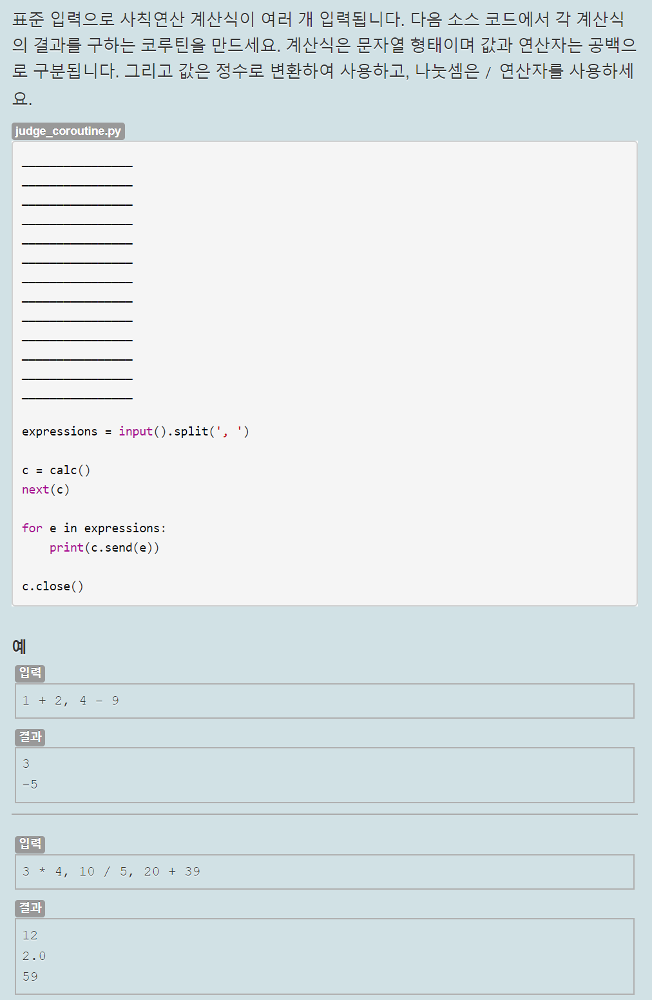 표준 입력으로 사칙연산 계산식이 여러 개 입력됩니다. 다음 소스 코드에서 각 계산식
의 결과를 구하는 코루틴을 만드세요. 계산식은 문자열 형태이며 값과 연산자는 공백으
로 구분됩니다. 그리고 값은 정수로 변환하여 사용하고, 나눗셈은 / 연산자를 사용하세
요.
judge_coroutine.py
________________
________________
________________
________________
________________
________________
________________
________________
________________
________________
________________
________________
________________
expressions = input().split(', ')
c = calc()
next(c)
for e in expressions:
    print(c.send(e))
c.close()
예
입력
1 + 2, 4 - 9
결과
3
-5
입력
3 * 4, 10 / 5, 20 + 39
결과
12
2.0
59